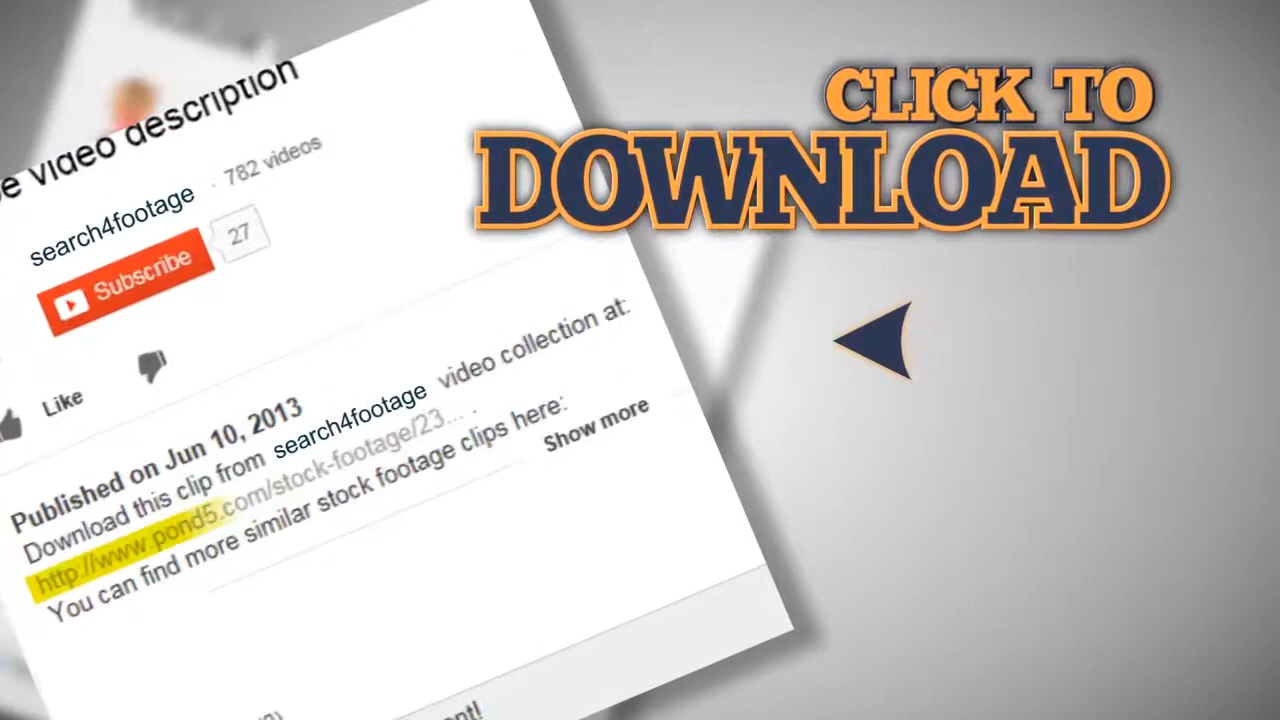 CLICK TO
DOWNLOAD
video description
search4footage · 782 videos
Subscribe 27
Like
Published on Jun 10, 2013
Download this clip from search4footage video collection at:
http://www.pond5.com/stock-footage/23... .
You can find more similar stock footage clips here:
Show more